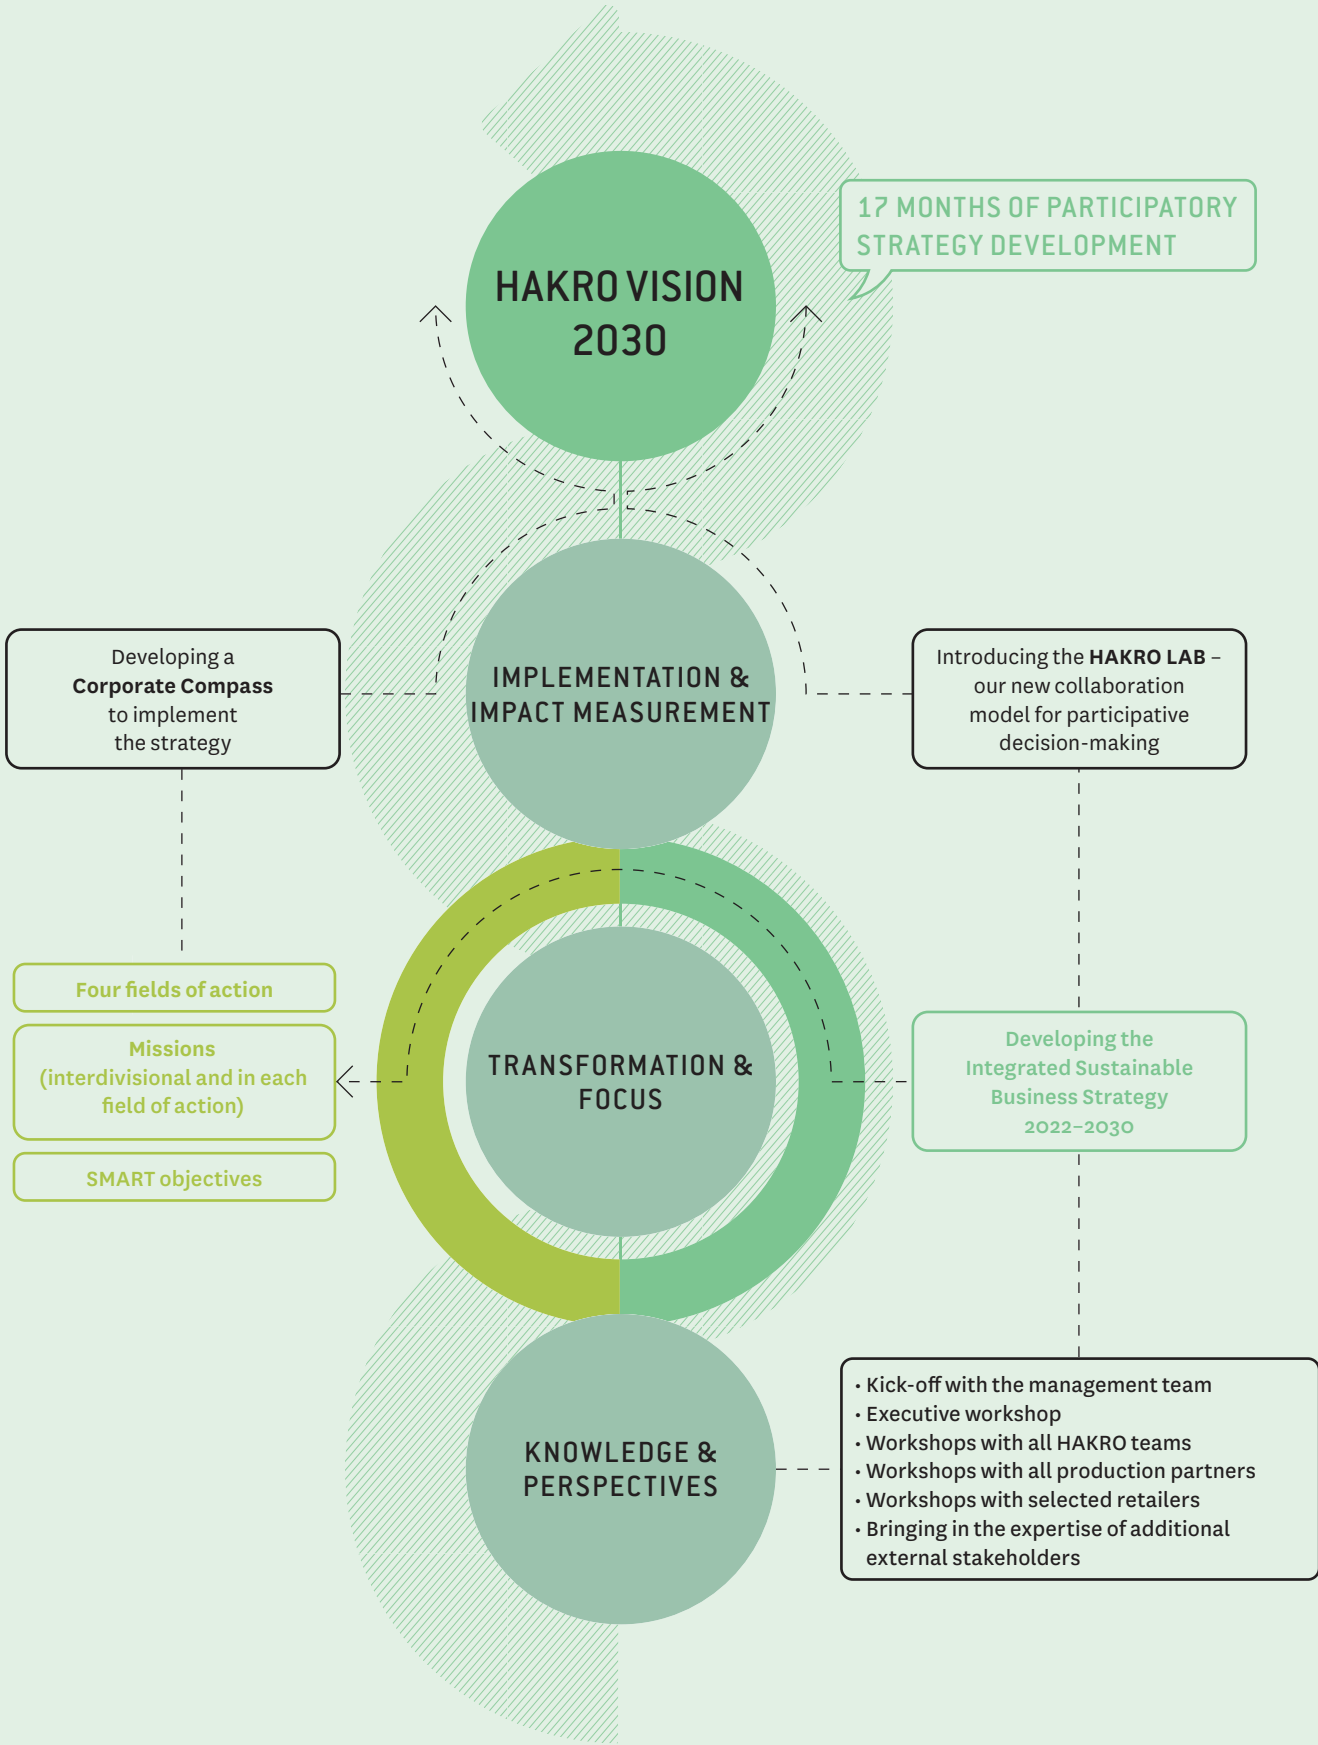 17 MONTHS OF PARTICIPATORY
STRATEGY DEVELOPMENT
HAKRO VISION
2030
Developing a
Corporate Compass
to implement
the strategy
IMPLEMENTATION &
IMPACT MEASUREMENT
Introducing the HAKRO LAB –
our new collaboration
model for participative
decision-making
Four fields of action
Missions
(interdivisional and in each
field of action)
SMART objectives
TRANSFORMATION &
FOCUS
Developing the
Integrated Sustainable
Business Strategy
2022–2030
KNOWLEDGE &
PERSPECTIVES
• Kick-off with the management team
• Executive workshop
• Workshops with all HAKRO teams
• Workshops with all production partners
• Workshops with selected retailers
• Bringing in the expertise of additional
external stakeholders